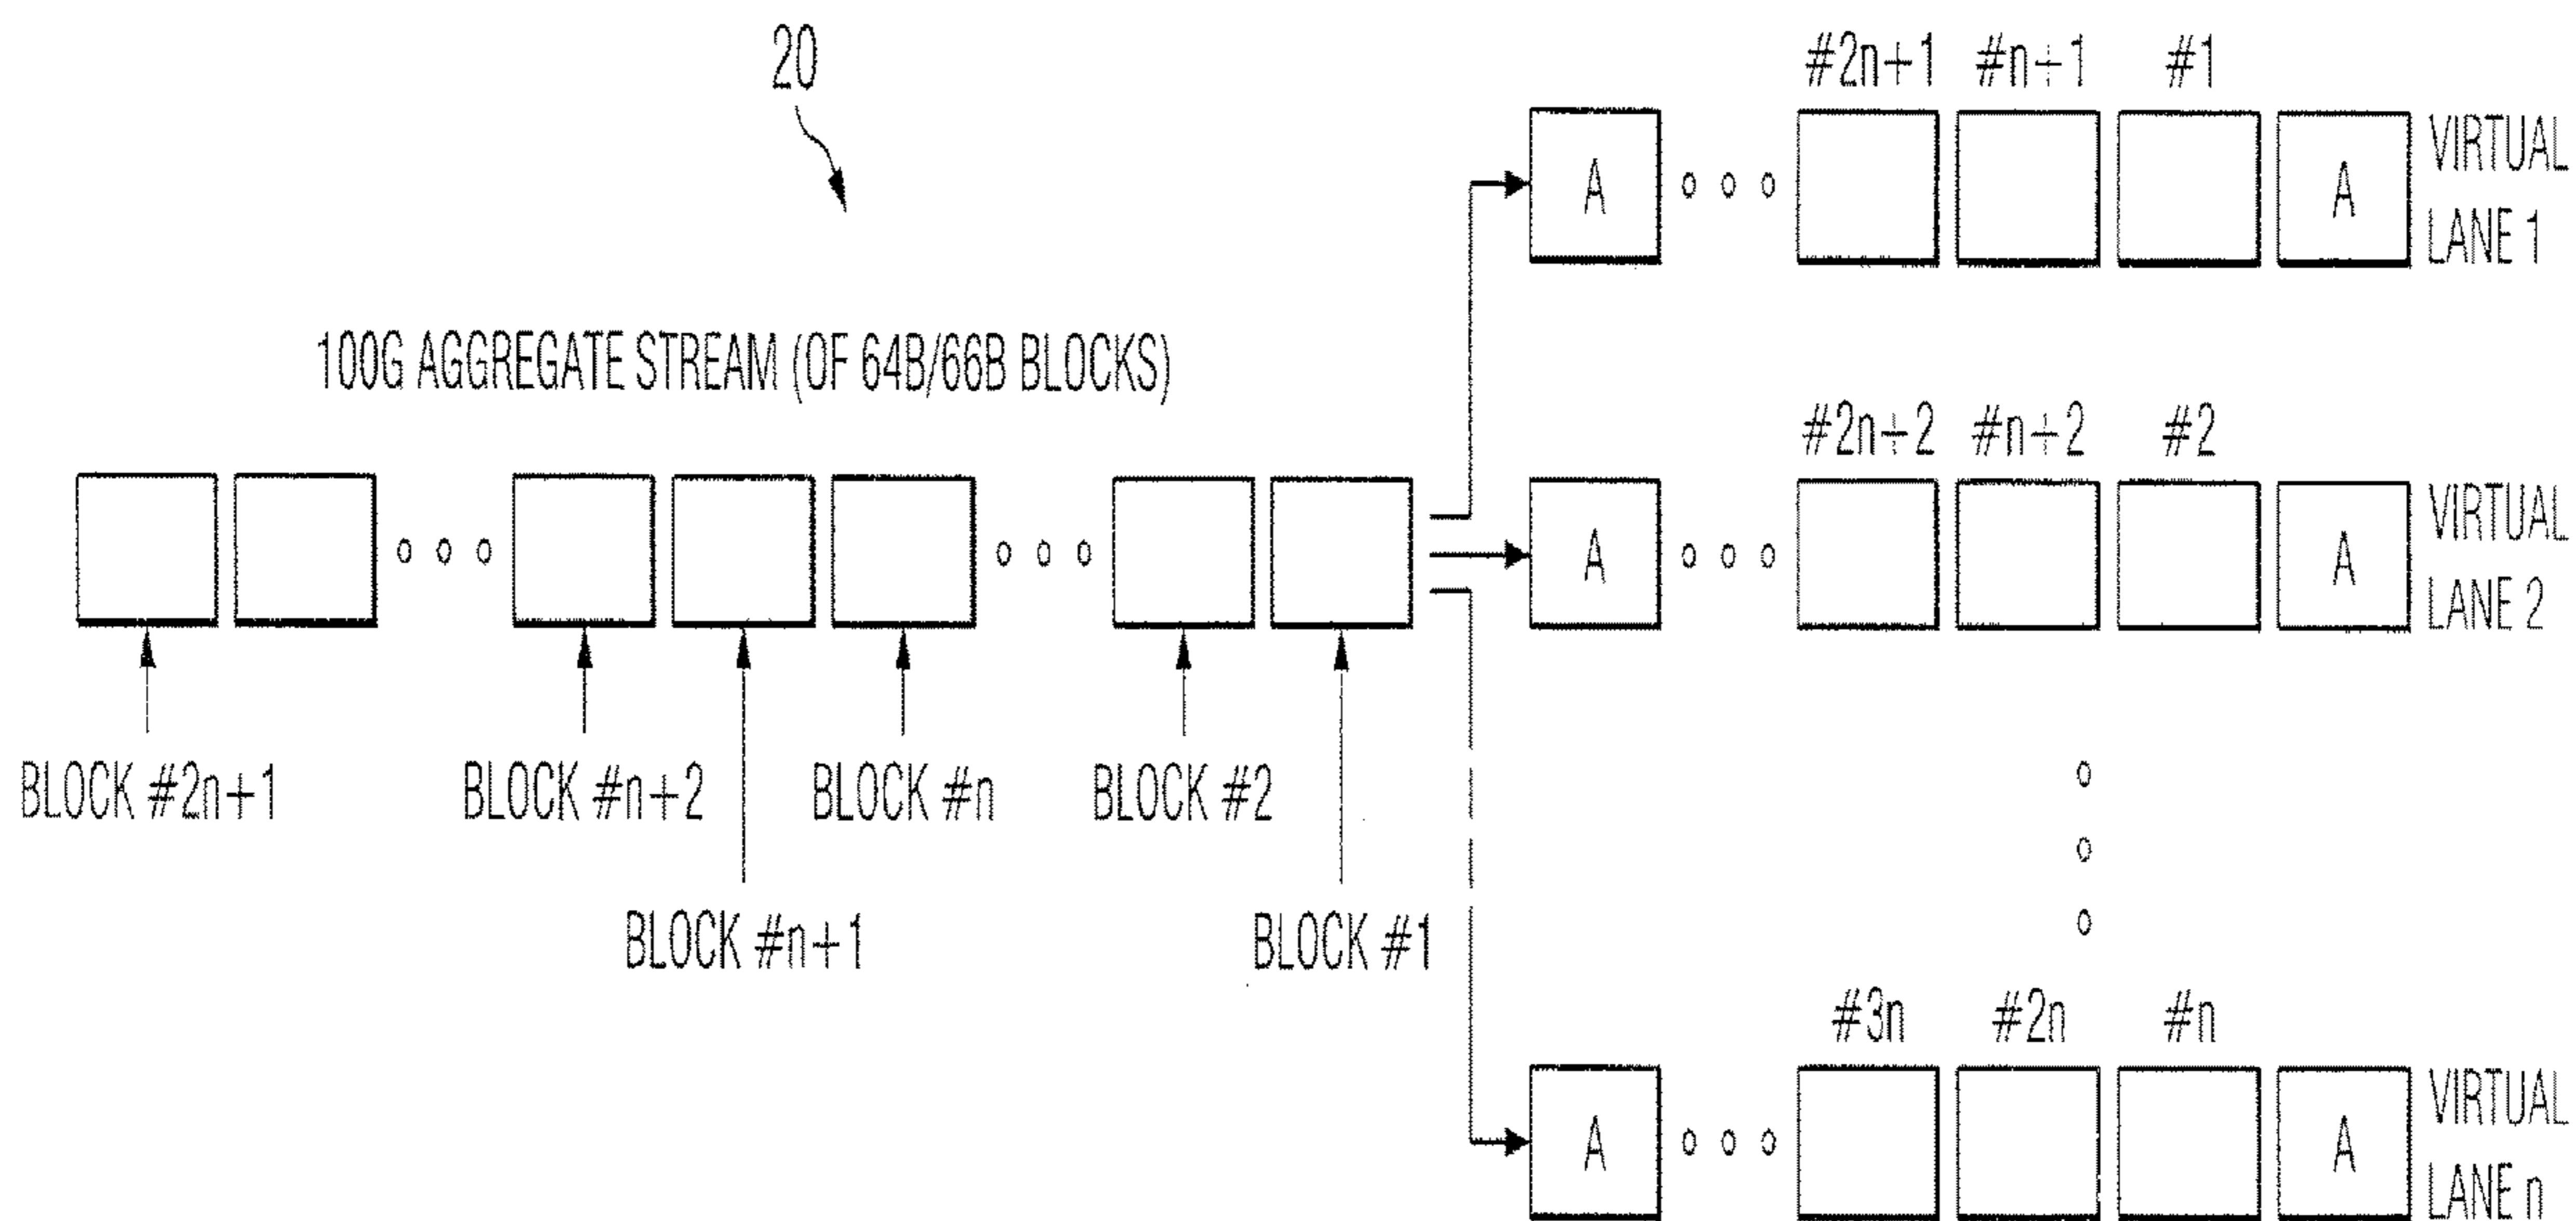 20
#2n+1 #n+1 #1
A A VIRTUAL
LANE 1
100G AGGREGATE STREAM (OF 64B/66B BLOCKS)
#2n+2 #n+2 #2
A A VIRTUAL
LANE 2
BLOCK #2n+1 BLOCK #n+2 BLOCK #n BLOCK #2
BLOCK #n+1 BLOCK #1
#3n #2n #n
A A VIRTUAL
LANE n